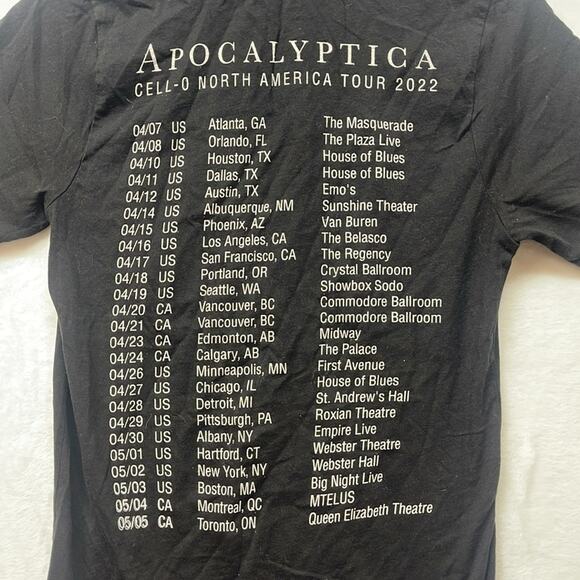 APOCALYPTICA
CELL-O NORTH AMERICA TOUR 2022
04/07 US Atlanta, GA The Masquerade
04/08 US Orlando, FL The Plaza Live
04/10 US Houston, TX House of Blues
04/11 US Dallas, TX House of Blues
04/12 US Austin, TX Emo's
04/14 US Albuquerque, NM Sunshine Theater
04/15 US Phoenix, AZ Van Buren
04/16 US Los Angeles, CA The Belasco
04/17 US San Francisco, CA The Regency
04/18 US Portland, OR Crystal Ballroom
04/19 US Seattle, WA Showbox Sodo
04/20 CA Vancouver, BC Commodore Ballroom
04/21 CA Vancouver, BC Commodore Ballroom
04/23 CA Edmonton, AB Midway
04/24 CA Calgary, AB The Palace
04/26 US Minneapolis, MN First Avenue
04/27 US Chicago, IL House of Blues
04/28 US Detroit, MI St. Andrew's Hall
04/29 US Pittsburgh, PA Roxian Theatre
04/30 US Albany, NY Empire Live
05/01 US Hartford, CT Webster Theatre
05/02 US New York, NY Webster Hall
05/03 US Boston, MA Big Night Live
05/04 CA Montreal, QC MTELUS
05/05 CA Toronto, ON Queen Elizabeth Theatre